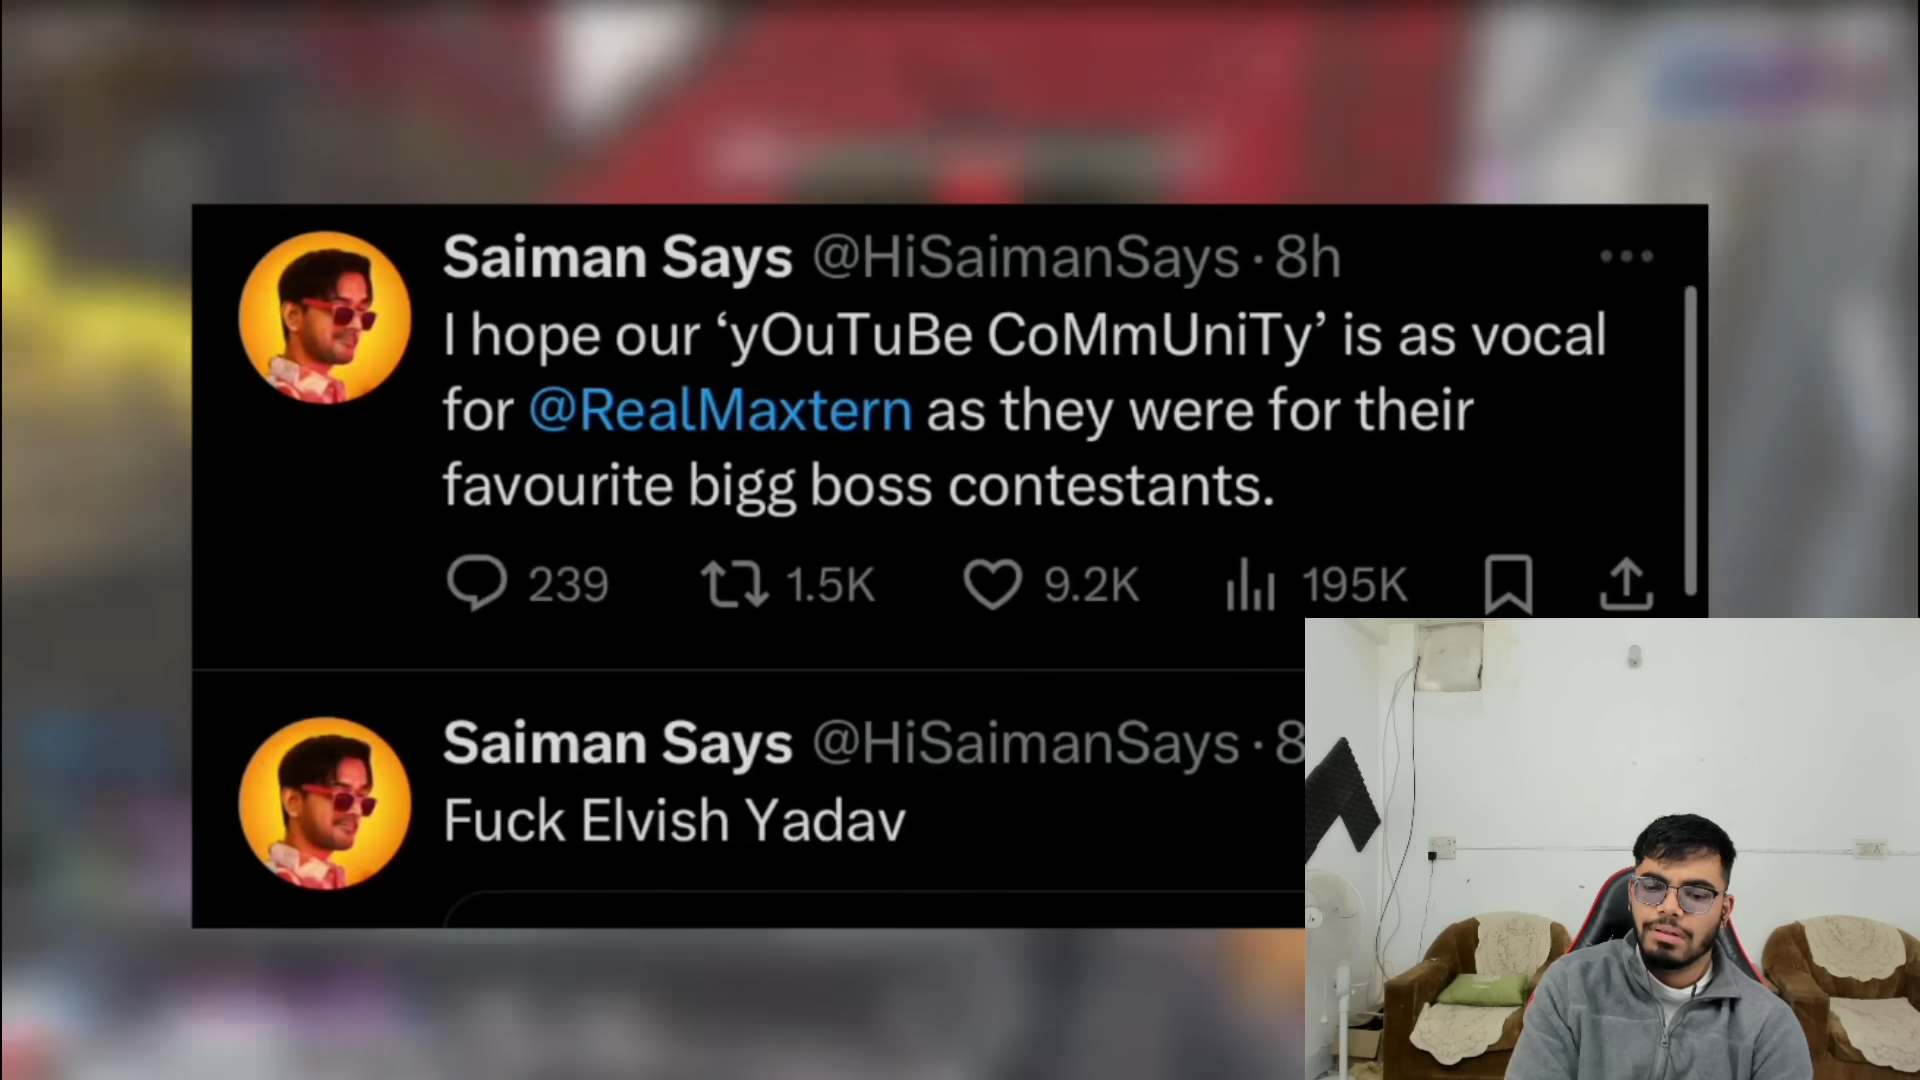 Saiman Says @HiSaimanSays · 8h
I hope our ‘yOuTuBe CoMmUniTy’ is as vocal
for @RealMaxtern as they were for their
favourite bigg boss contestants.
239 1.5K 9.2K 195K
Saiman Says @HiSaimanSays · 8
Fuck Elvish Yadav